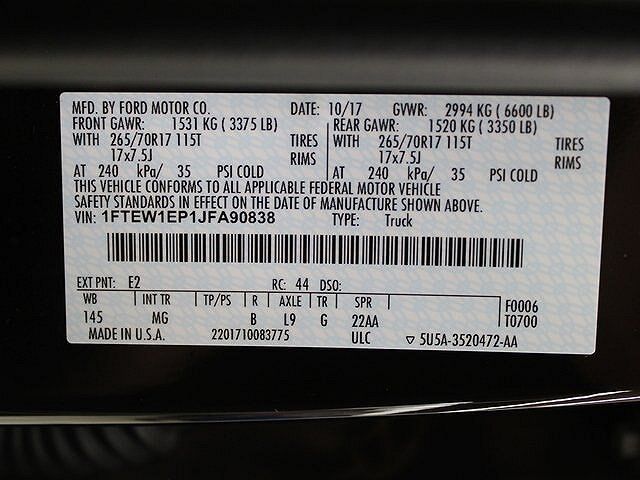 MFD. BY FORD MOTOR CO. DATE: 10/17 GVWR: 2994 KG ( 6600 LB)
FRONT GAWR: 1531 KG ( 3375 LB) REAR GAWR: 1520 KG ( 3350 LB)
WITH 265/70R17 115T TIRES WITH 265/70R17 115T TIRES
17x7.5J RIMS 17x7.5J RIMS
AT 240 kPa/ 35 PSI COLD AT 240 kPa/ 35 PSI COLD
THIS VEHICLE CONFORMS TO ALL APPLICABLE FEDERAL MOTOR VEHICLE
SAFETY STANDARDS IN EFFECT ON THE DATE OF MANUFACTURE SHOWN ABOVE.
VIN: 1FTEW1EP1JFA90838 TYPE: Truck
EXT PNT: E2 RC: 44 DSO:
WB INT TR TP/PS R AXLE TR SPR F0006
145 MG B L9 G 22AA T0700
MADE IN U.S.A. 2201710083775 ULC ▽ 5U5A-3520472-AA